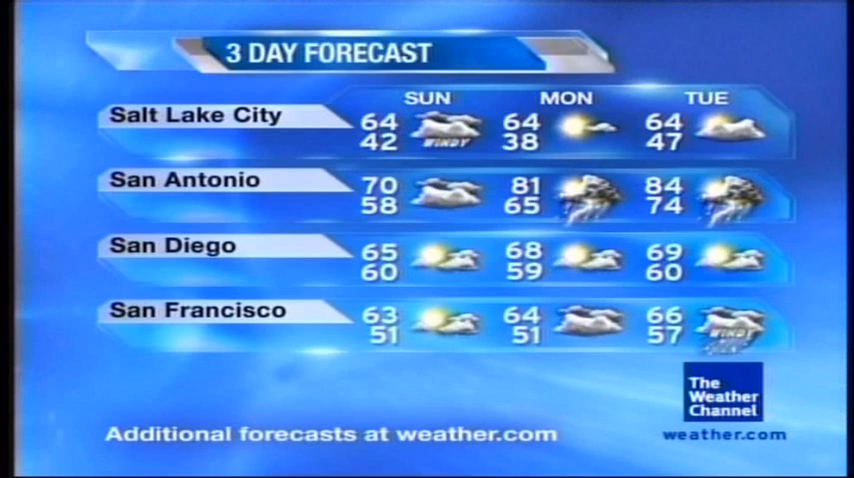 3 DAY FORECAST
SUN MON TUE
Salt Lake City 64 64 64
42 WINDY 38 47
San Antonio 70 81 84
58 65 74
San Diego 65 68 69
60 59 60
San Francisco 63 64 66
51 51 57 WINDY
The
Weather
Channel
Additional forecasts at weather.com
weather.com